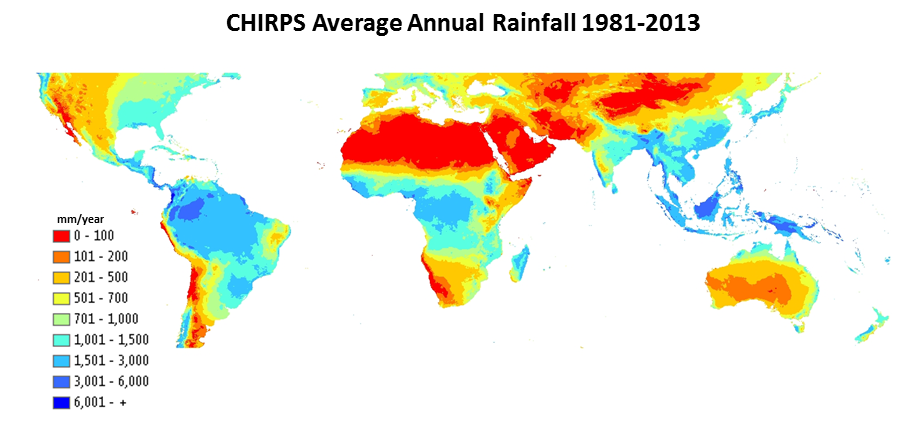 CHIRPS Average Annual Rainfall 1981-2013
mm/year
0 - 100
101 - 200
201 - 500
501 - 700
701 - 1,000
1,001 - 1,500
1,501 - 3,000
3,001 - 6,000
6,001 - +